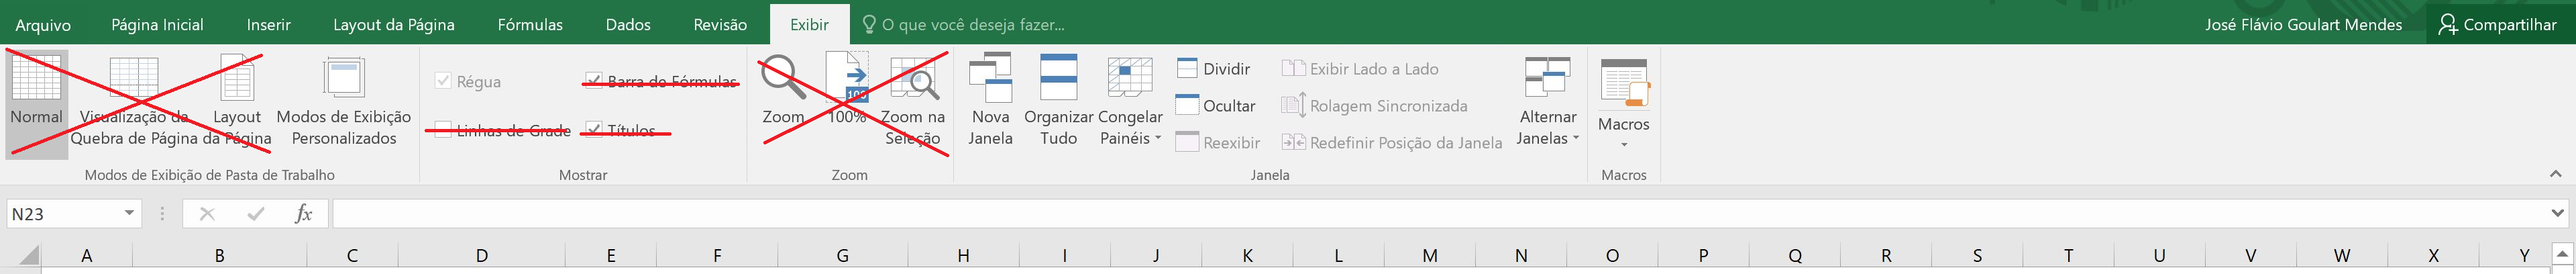 Arquivo Página Inicial Inserir Layout da Página Fórmulas Dados Revisão Exibir O que você deseja fazer... José Flávio Goulart Mendes Compartilhar
Normal
Visualização da
Quebra de Página
Layout
da Página
Modos de Exibição
Personalizados
Modos de Exibição de Pasta de Trabalho
Régua
Barra de Fórmulas
Linhas de Grade
Títulos
Mostrar
Zoom
100
100%
Zoom na
Seleção
Zoom
Nova
Janela
Organizar
Tudo
Congelar
Painéis
Dividir
Ocultar
Reexibir
Exibir Lado a Lado
Rolagem Sincronizada
Redefinir Posição da Janela
Alternar
Janelas
Janela
Macros
Macros
N23 fx
A B C D E F G H I J K L M N O P Q R S T U V W X Y